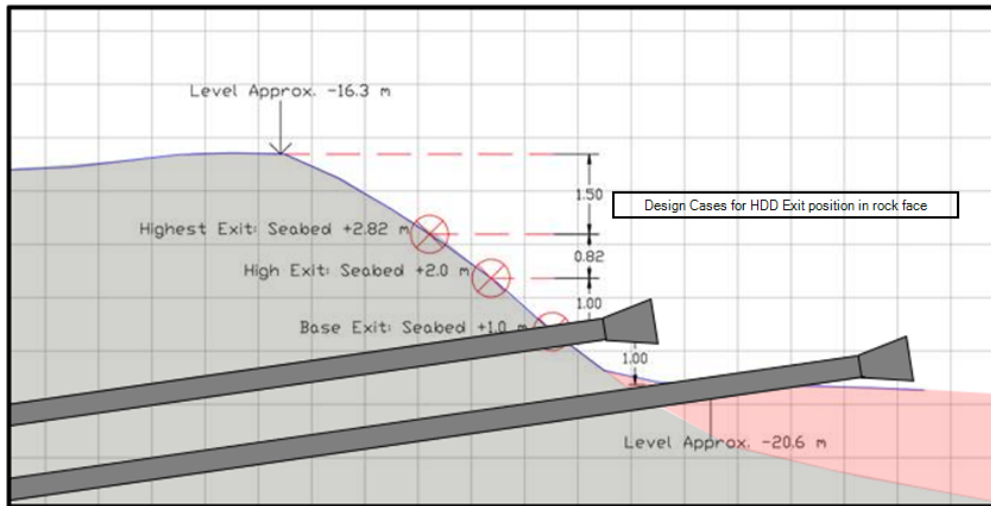 Level Approx. -16.3 m
1.50
Design Cases for HDD Exit position in rock face
Highest Exit: Seabed +2.82 m
0.82
High Exit: Seabed +2.0 m
1.00
Base Exit: Seabed +1.0 m
1.00
Level Approx. -20.6 m